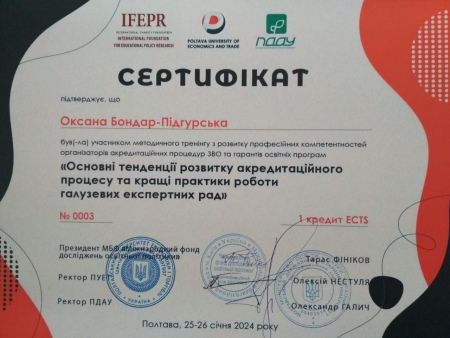 IFEPR
INTERNATIONAL CHARITY FOUNDATION
INTERNATIONAL FOUNDATION
FOR EDUCATIONAL POLICY RESEARCH
POLTAVA UNIVERSITY OF
ECONOMICS AND TRADE
ПДАУ
СЕРТИФІКАТ
підтверджує, що
Оксана Бондар-Підгурська
був(-ла) учасником методичного тренінгу з розвитку професійних компетентностей
організаторів акредитаційних процедур ЗВО та гарантів освітніх програм
«Основні тенденції розвитку акредитаційного
процесу та кращі практики роботи
галузевих експертних рад»
№ 0003
1 кредит ECTS
Президент МБФ «Міжнародний фонд
досліджень освітньої політики»
Тарас ФІНІКОВ
Ректор ПУЕТ
Олексій НЕСТУЛЯ
Ректор ПДАУ
Олександр ГАЛИЧ
Полтава, 25-26 січня 2024 року